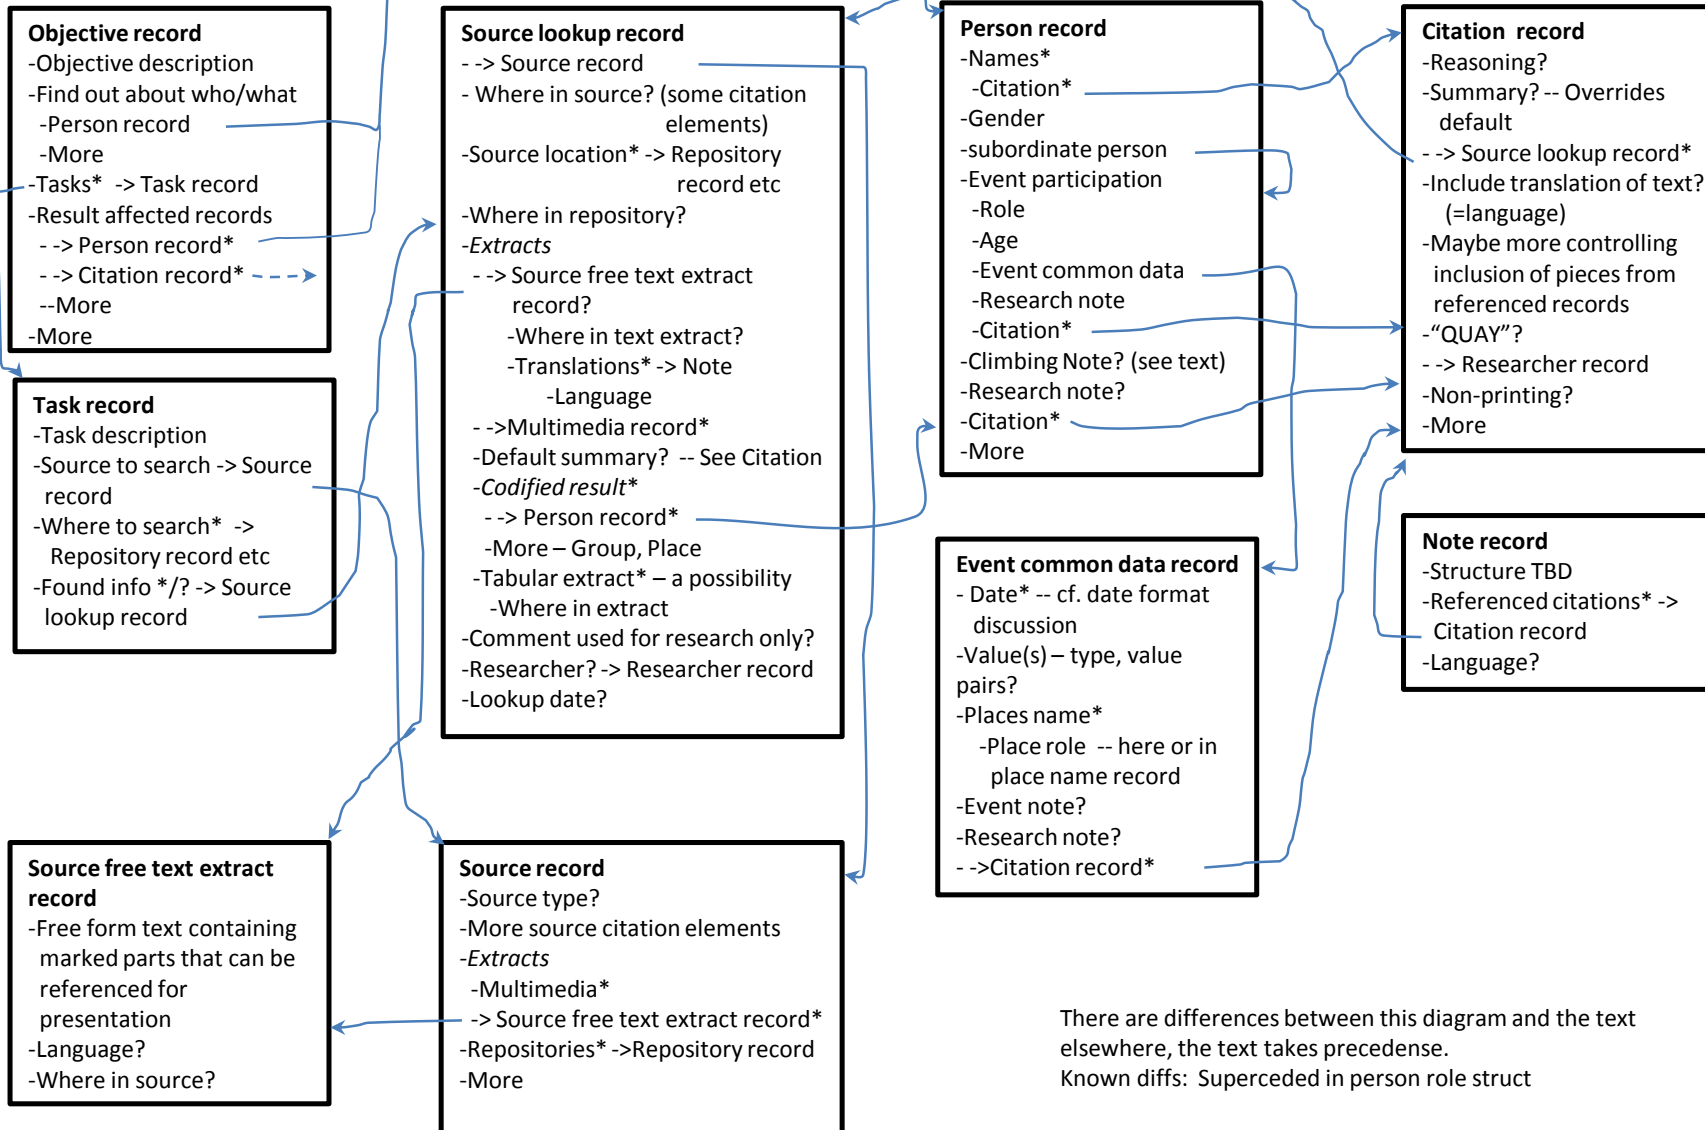 Objective record
-Objective description
-Find out about who/what
-Person record
-More
-Tasks* -> Task record
-Result affected records
- -> Person record*
- -> Citation record*
--More
-More
Task record
-Task description
-Source to search -> Source
record
-Where to search* ->
Repository record etc
-Found info */? -> Source
lookup record
Source free text extract
record
-Free form text containing
marked parts that can be
referenced for
presentation
-Language?
-Where in source?
Source lookup record
- -> Source record
- Where in source? (some citation
elements)
-Source location* -> Repository
record etc
-Where in repository?
-Extracts
- -> Source free text extract
record?
-Where in text extract?
-Translations* -> Note
-Language
- ->Multimedia record*
-Default summary? -- See Citation
-Codified result*
- -> Person record*
-More – Group, Place
-Tabular extract* – a possibility
-Where in extract
-Comment used for research only?
-Researcher? -> Researcher record
-Lookup date?
Source record
-Source type?
-More source citation elements
-Extracts
-Multimedia*
-> Source free text extract record*
-Repositories* ->Repository record
-More
Person record
-Names*
-Citation*
-Gender
-subordinate person
-Event participation
-Role
-Age
-Event common data
-Research note
-Citation*
-Climbing Note? (see text)
-Research note?
-Citation*
-More
Event common data record
- Date* -- cf. date format
discussion
-Value(s) – type, value
pairs?
-Places name*
-Place role -- here or in
place name record
-Event note?
-Research note?
- ->Citation record*
Citation record
-Reasoning?
-Summary? -- Overrides
default
- -> Source lookup record*
-Include translation of text?
(=language)
-Maybe more controlling
inclusion of pieces from
referenced records
-“QUAY”?
- -> Researcher record
-Non-printing?
-More
Note record
-Structure TBD
-Referenced citations* ->
Citation record
-Language?
There are differences between this diagram and the text
elsewhere, the text takes precedense.
Known diffs: Superceded in person role struct